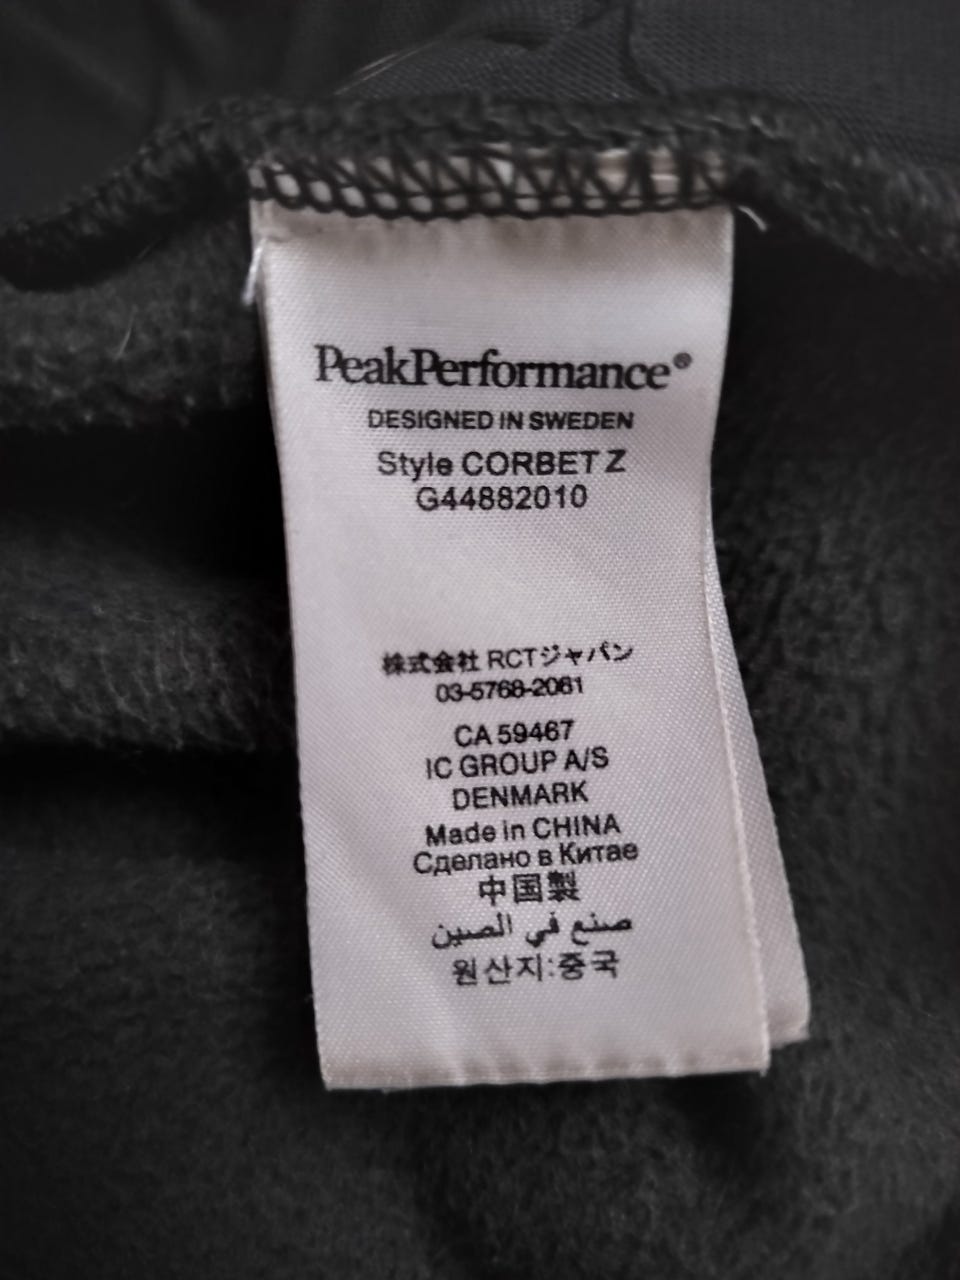 PeakPerformance®
DESIGNED IN SWEDEN
Style CORBET Z
G44882010
株式会社 RCTジャパン
03-5768-2061
CA 59467
IC GROUP A/S
DENMARK
Made in CHINA
Сделано в Китае
中国製
صنع في الصين
원산지:중국